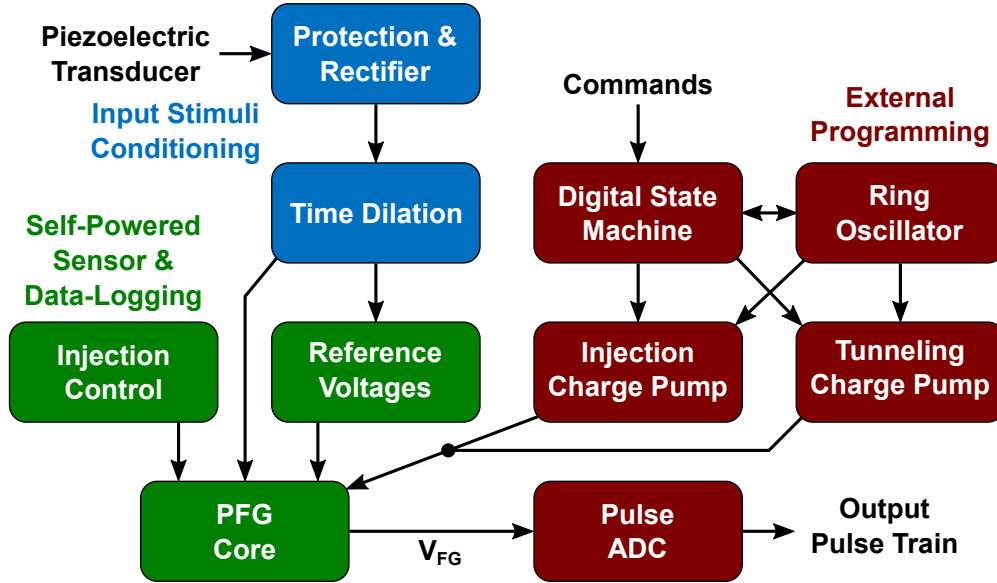 Piezoelectric
Transducer
Protection &
Rectifier
Input Stimuli
Conditioning
Commands
External
Programming
Time Dilation
Digital State
Machine
Ring
Oscillator
Self-Powered
Sensor &
Data-Logging
Injection
Control
Reference
Voltages
Injection
Charge Pump
Tunneling
Charge Pump
PFG
Core
VFG
Pulse
ADC
Output
Pulse Train